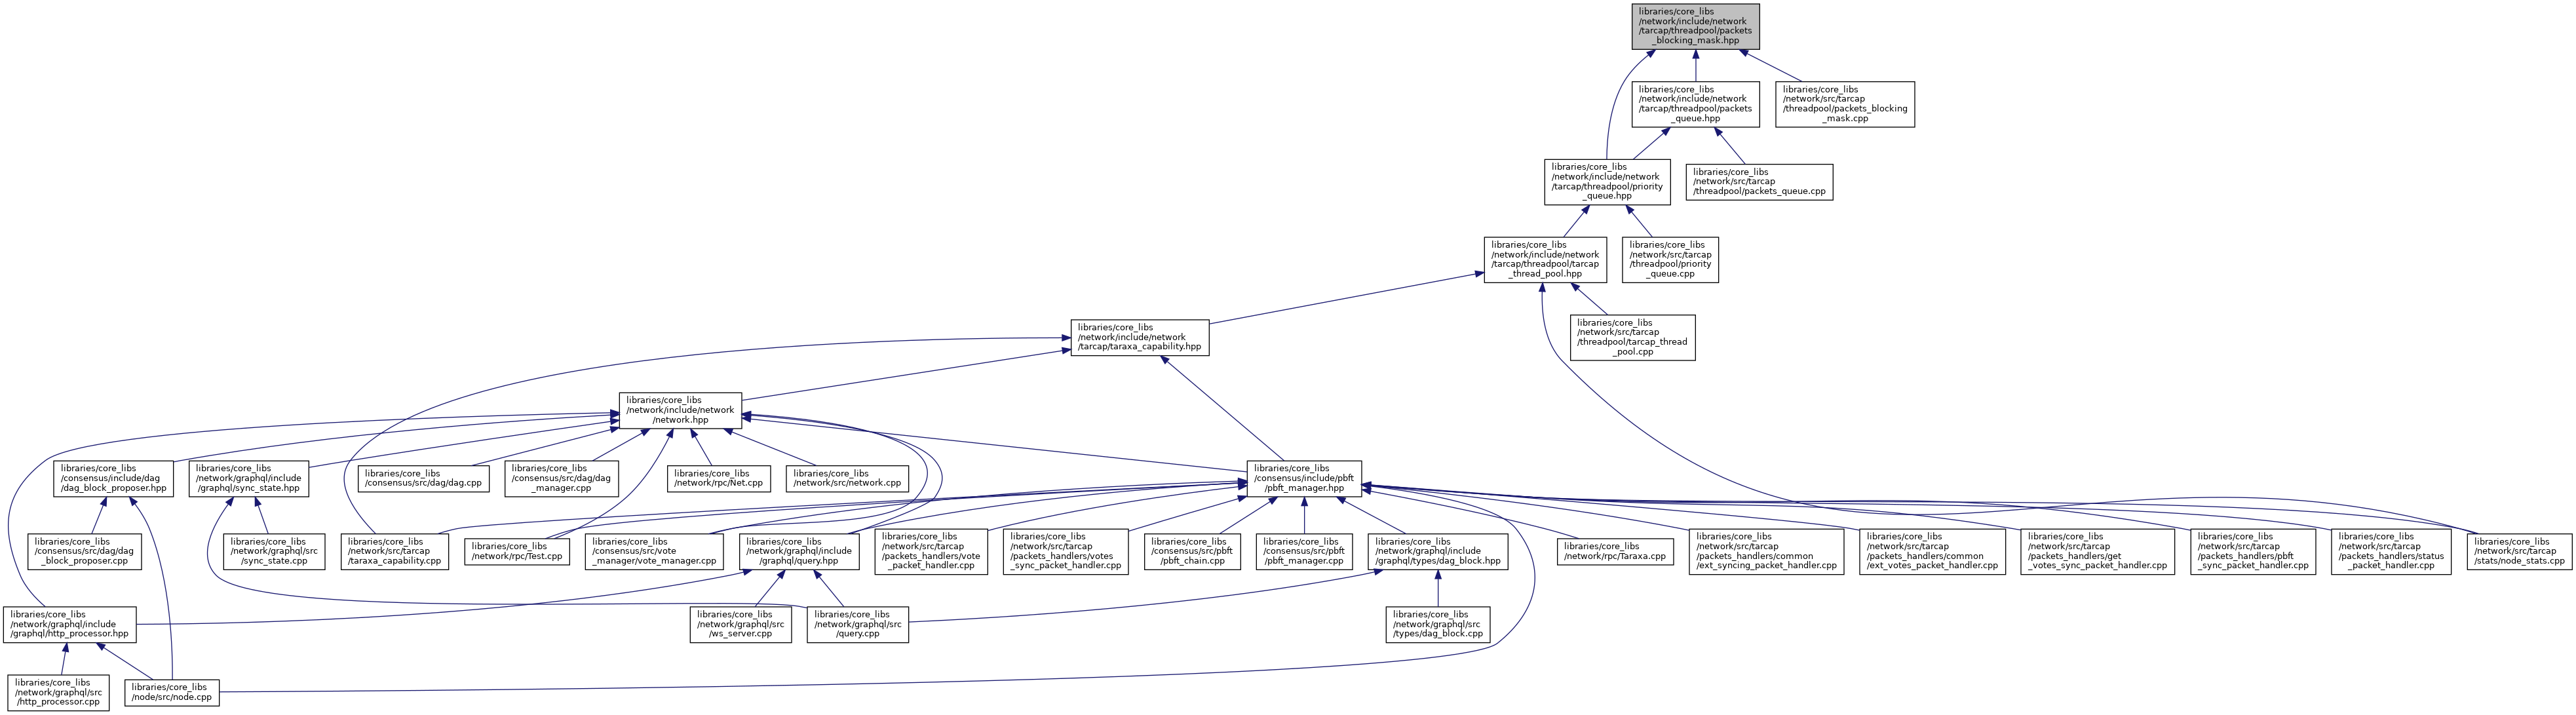 libraries/core_libs
/network/include/network
/tarcap/threadpool/packets
_blocking_mask.hpp
libraries/core_libs
/network/include/network
/tarcap/threadpool/packets
_queue.hpp
libraries/core_libs
/network/src/tarcap
/threadpool/packets_blocking
_mask.cpp
libraries/core_libs
/network/include/network
/tarcap/threadpool/priority
_queue.hpp
libraries/core_libs
/network/src/tarcap
/threadpool/packets_queue.cpp
libraries/core_libs
/network/include/network
/tarcap/threadpool/tarcap
_thread_pool.hpp
libraries/core_libs
/network/src/tarcap
/threadpool/priority
_queue.cpp
libraries/core_libs
/network/include/network
/tarcap/taraxa_capability.hpp
libraries/core_libs
/network/src/tarcap
/threadpool/tarcap_thread
_pool.cpp
libraries/core_libs
/network/include/network
/network.hpp
libraries/core_libs
/consensus/include/dag
/dag_block_proposer.hpp
libraries/core_libs
/network/graphql/include
/graphql/sync_state.hpp
libraries/core_libs
/consensus/src/dag/dag.cpp
libraries/core_libs
/consensus/src/dag/dag
_manager.cpp
libraries/core_libs
/network/rpc/Net.cpp
libraries/core_libs
/network/src/network.cpp
libraries/core_libs
/consensus/include/pbft
/pbft_manager.hpp
libraries/core_libs
/consensus/src/dag/dag
_block_proposer.cpp
libraries/core_libs
/network/graphql/src
/sync_state.cpp
libraries/core_libs
/network/src/tarcap
/taraxa_capability.cpp
libraries/core_libs
/network/rpc/Test.cpp
libraries/core_libs
/consensus/src/vote
_manager/vote_manager.cpp
libraries/core_libs
/network/graphql/include
/graphql/query.hpp
libraries/core_libs
/network/src/tarcap
/packets_handlers/vote
_packet_handler.cpp
libraries/core_libs
/network/src/tarcap
/packets_handlers/votes
_sync_packet_handler.cpp
libraries/core_libs
/consensus/src/pbft
/pbft_chain.cpp
libraries/core_libs
/consensus/src/pbft
/pbft_manager.cpp
libraries/core_libs
/network/graphql/include
/graphql/types/dag_block.hpp
libraries/core_libs
/network/rpc/Taraxa.cpp
libraries/core_libs
/network/src/tarcap
/packets_handlers/common
/ext_syncing_packet_handler.cpp
libraries/core_libs
/network/src/tarcap
/packets_handlers/common
/ext_votes_packet_handler.cpp
libraries/core_libs
/network/src/tarcap
/packets_handlers/get
_votes_sync_packet_handler.cpp
libraries/core_libs
/network/src/tarcap
/packets_handlers/pbft
_sync_packet_handler.cpp
libraries/core_libs
/network/src/tarcap
/packets_handlers/status
_packet_handler.cpp
libraries/core_libs
/network/src/tarcap
/stats/node_stats.cpp
libraries/core_libs
/network/graphql/include
/graphql/http_processor.hpp
libraries/core_libs
/network/graphql/src
/ws_server.cpp
libraries/core_libs
/network/graphql/src
/query.cpp
libraries/core_libs
/network/graphql/src
/types/dag_block.cpp
libraries/core_libs
/network/graphql/src
/http_processor.cpp
libraries/core_libs
/node/src/node.cpp